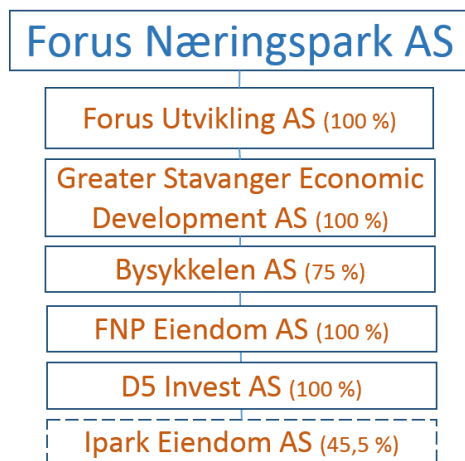 Forus Næringspark AS
Forus Utvikling AS (100 %)
Greater Stavanger Economic
Development AS (100 %)
Bysykkelen AS (75 %)
FNP Eiendom AS (100 %)
D5 Invest AS (100 %)
Ipark Eiendom AS (45,5 %)